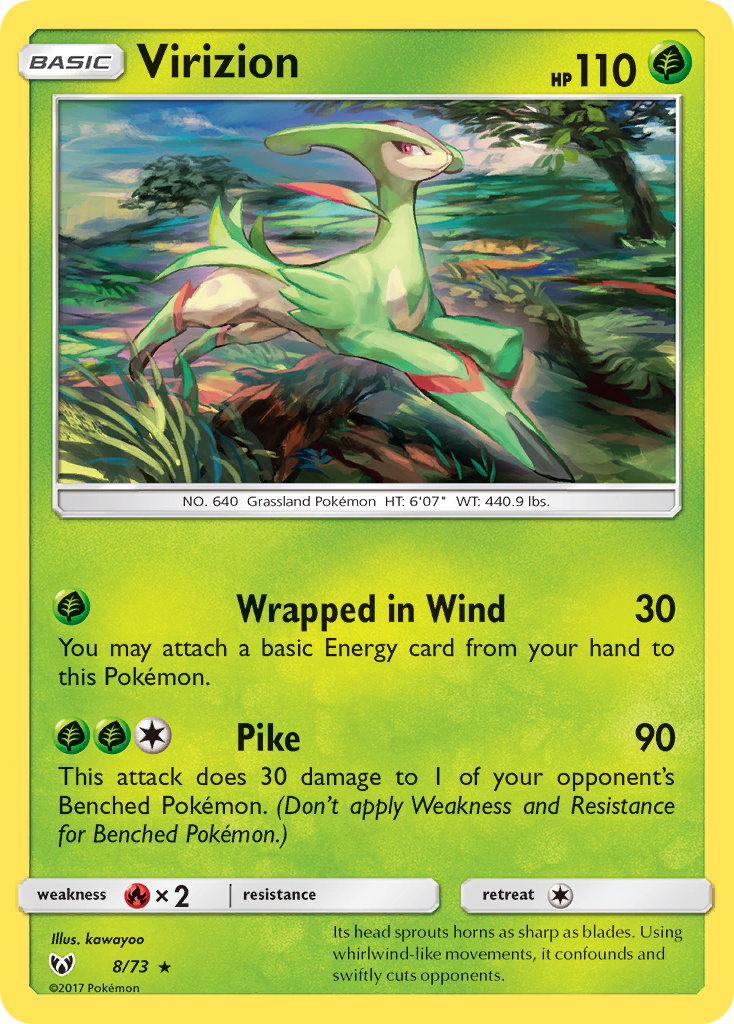 BASIC Virizion HP 110
NO. 640 Grassland Pokémon HT: 6'07" WT: 440.9 lbs.
Wrapped in Wind 30
You may attach a basic Energy card from your hand to
this Pokémon.
Pike 90
This attack does 30 damage to 1 of your opponent's
Benched Pokémon. (Don't apply Weakness and Resistance
for Benched Pokémon.)
weakness ×2 resistance retreat
Illus. kawayoo
8/73 ★
©2017 Pokémon
Its head sprouts horns as sharp as blades. Using
whirlwind-like movements, it confounds and
swiftly cuts opponents.